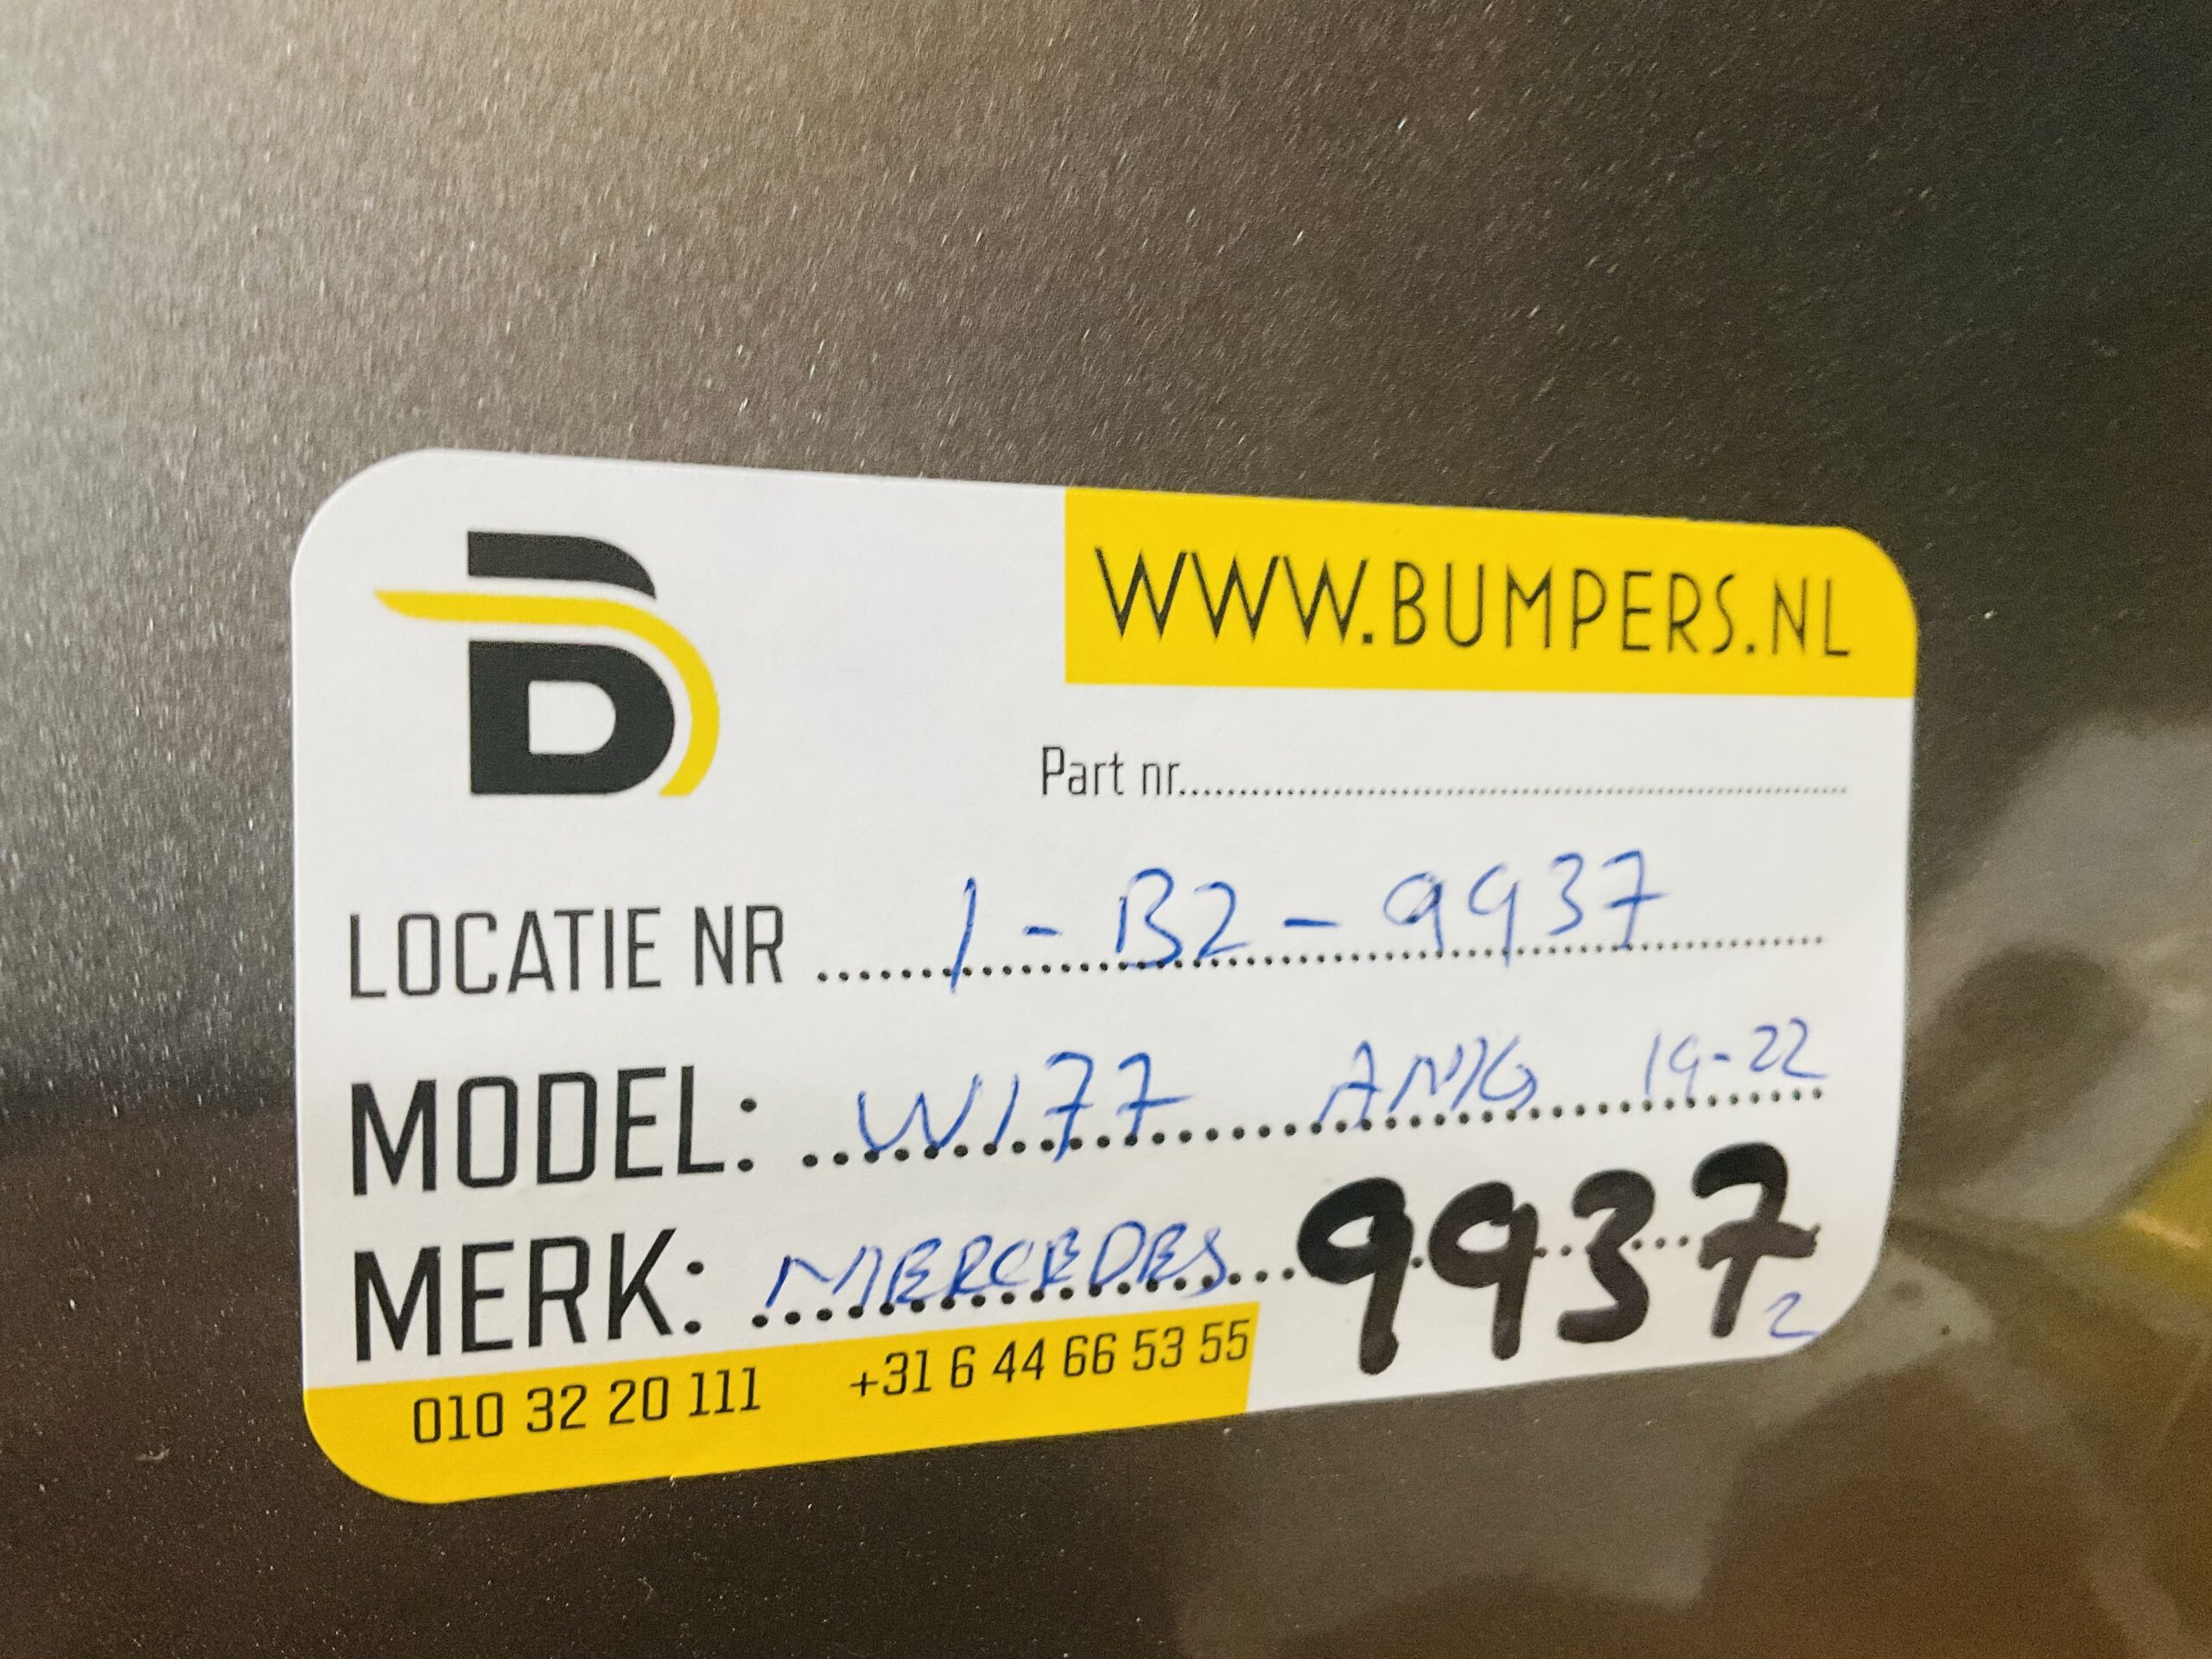 B
WWW.BUMPERS.NL
Part nr..........
LOCATIE NR 1-B2-9937
MODEL: W177 AMG 19-22
MERK: MERCEDES 9937
2
010 32 20 111 +31 6 44 66 53 55